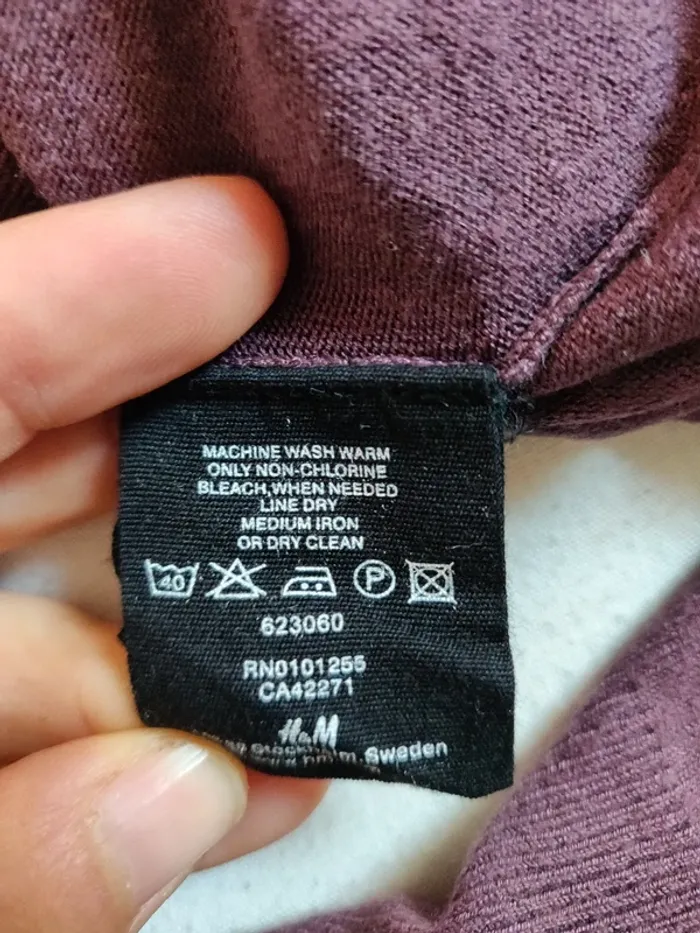 MACHINE WASH WARM
ONLY NON-CHLORINE
BLEACH,WHEN NEEDED
LINE DRY
MEDIUM IRON
OR DRY CLEAN
40 P
623060
RN0101255
CA42271
H&M
Stockholm, Sweden